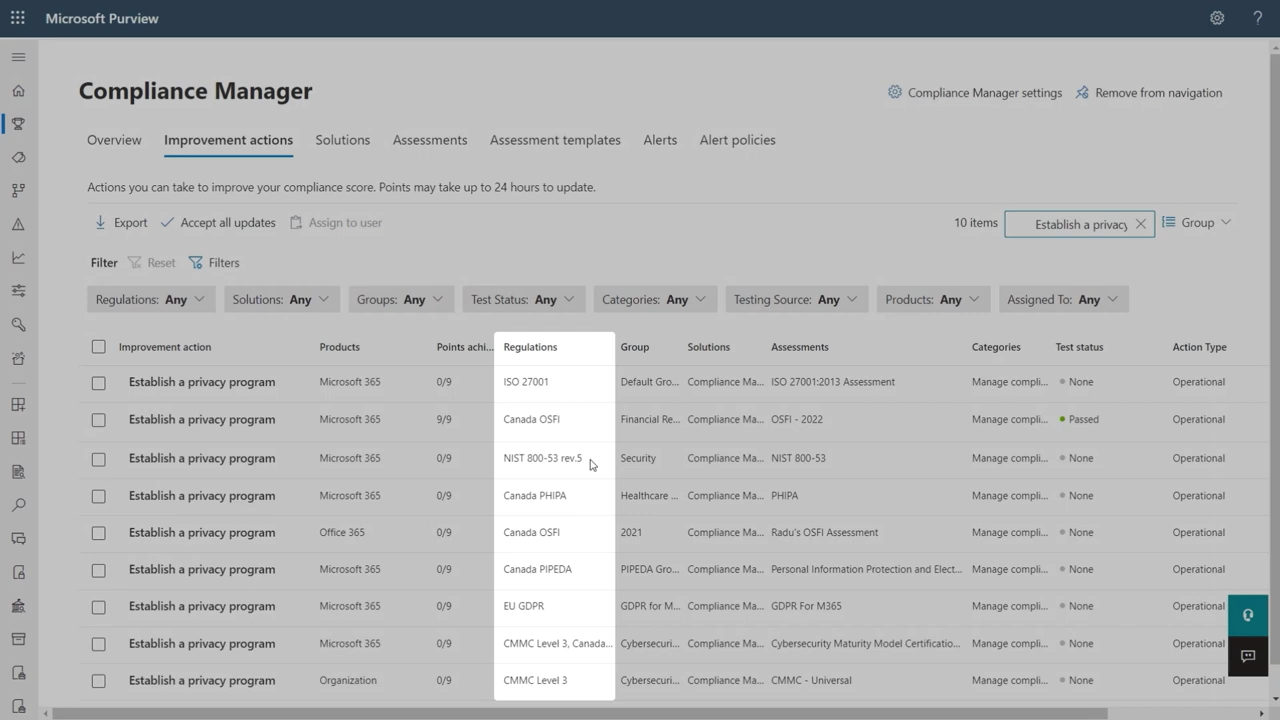 Microsoft Purview
?
Compliance Manager
Compliance Manager settings
Remove from navigation
Overview Improvement actions Solutions Assessments Assessment templates Alerts Alert policies
Actions you can take to improve your compliance score. Points may take up to 24 hours to update.
Export Accept all updates Assign to user 10 items Establish a privacy Group
Filter Reset Filters
Regulations: Any Solutions: Any Groups: Any Test Status: Any Categories: Any Testing Source: Any Products: Any Assigned To: Any
Improvement action Products Points achi... Regulations Group Solutions Assessments Categories Test status Action Type
Establish a privacy program Microsoft 365 0/9 ISO 27001 Default Gro... Compliance Ma... ISO 27001:2013 Assessment Manage compli... None Operational
Establish a privacy program Microsoft 365 9/9 Canada OSFI Financial Re... Compliance Ma... OSFI - 2022 Manage compli... Passed Operational
Establish a privacy program Microsoft 365 0/9 NIST 800-53 rev.5 Security Compliance Ma... NIST 800-53 Manage compli... None Operational
Establish a privacy program Microsoft 365 0/9 Canada PHIPA Healthcare ... Compliance Ma... PHIPA Manage compli... None Operational
Establish a privacy program Office 365 0/9 Canada OSFI 2021 Compliance Ma... Radu's OSFI Assessment Manage compli... None Operational
Establish a privacy program Microsoft 365 0/9 Canada PIPEDA PIPEDA Gro... Compliance Ma... Personal Information Protection and Elect... Manage compli... None Operational
Establish a privacy program Microsoft 365 0/9 EU GDPR GDPR for M... Compliance Ma... GDPR For M365 Manage compli... None Operational
Establish a privacy program Microsoft 365 0/9 CMMC Level 3, Canada... Cybersecuri... Compliance Ma... Cybersecurity Maturity Model Certificatio... Manage compli... None Operational
Establish a privacy program Organization 0/9 CMMC Level 3 Cybersecuri... Compliance Ma... CMMC - Universal Manage compli... None Operational